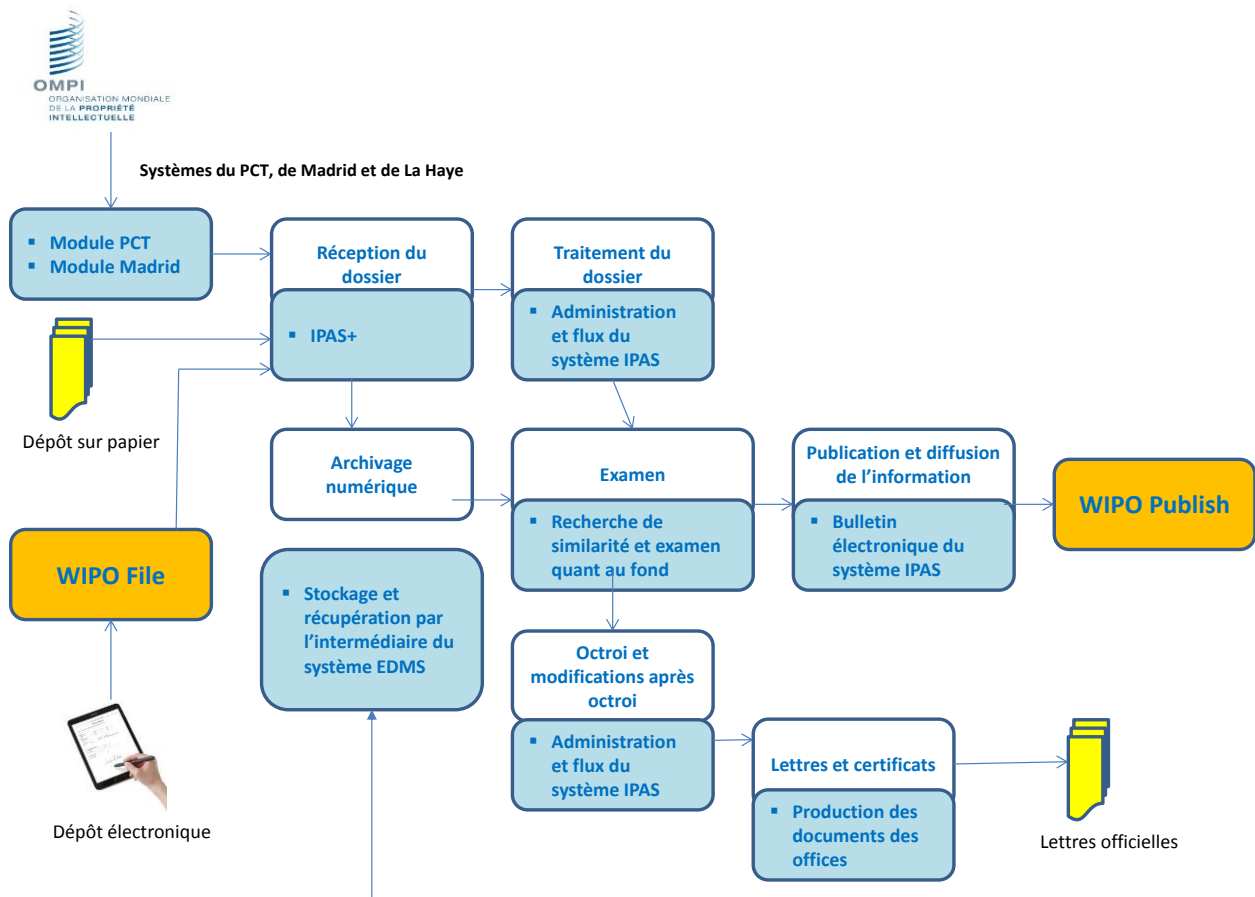 OMPI
ORGANISATION MONDIALE
DE LA PROPRIÉTÉ
INTELLECTUELLE
Systèmes du PCT, de Madrid et de La Haye
▪ Module PCT
▪ Module Madrid
Réception du
dossier
▪ IPAS+
Traitement du
dossier
▪ Administration
et flux du
système IPAS
Dépôt sur papier
Archivage
numérique
Examen
▪ Recherche de
similarité et examen
quant au fond
Publication et diffusion
de l’information
▪ Bulletin
électronique du
système IPAS
WIPO Publish
WIPO File
▪ Stockage et
récupération par
l’intermédiaire du
système EDMS
Octroi et
modifications après
octroi
▪ Administration
et flux du
système IPAS
Lettres et certificats
▪ Production des
documents des
offices
Dépôt électronique
Lettres officielles